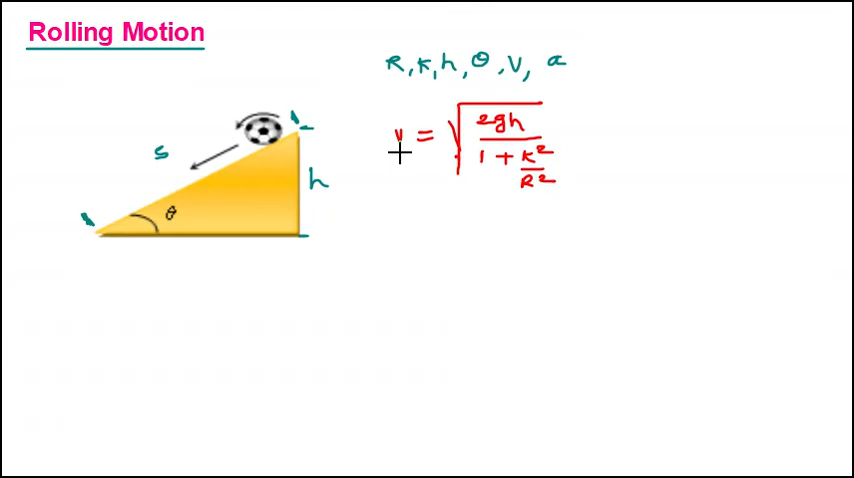 Rolling Motion
R, K, h, θ, V, a
v = √(2gh / (1 + K²/R²))
s
h
θ